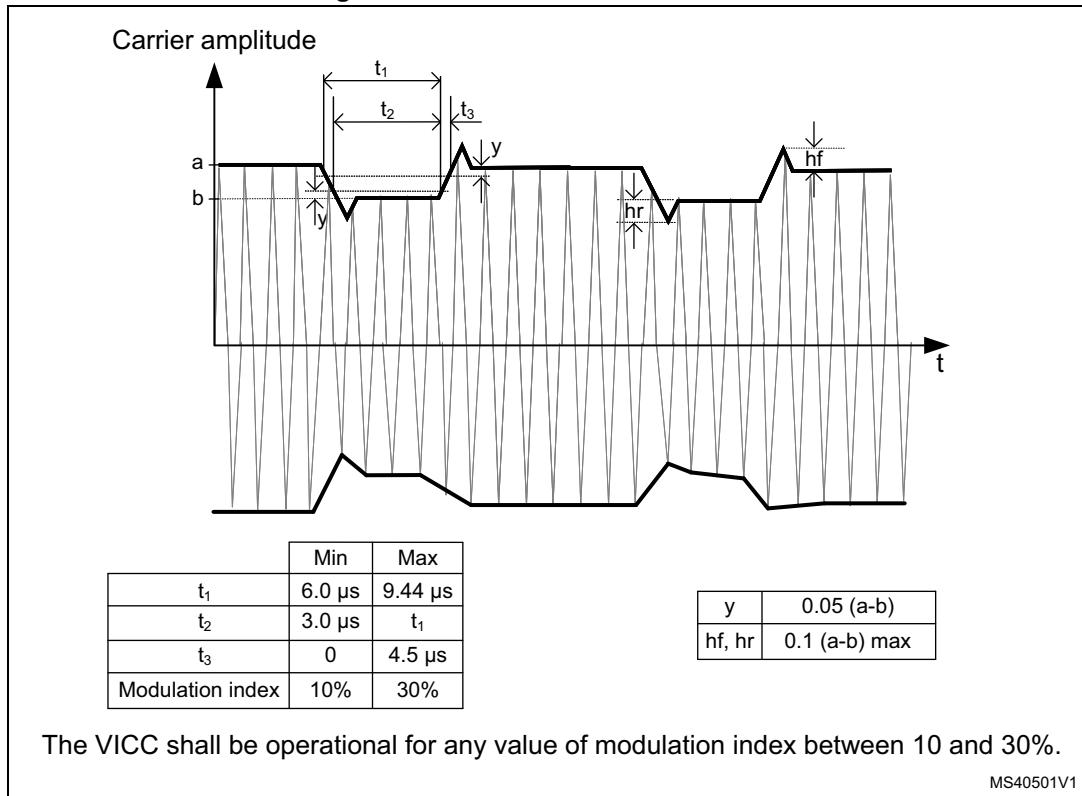 Carrier amplitude
t₁
t₂ t₃
y
a
b
y
hr
hf
t
Min Max
t₁ 6.0 µs 9.44 µs
t₂ 3.0 µs t₁
t₃ 0 4.5 µs
Modulation index 10% 30%
y 0.05 (a-b)
hf, hr 0.1 (a-b) max
The VICC shall be operational for any value of modulation index between 10 and 30%.
MS40501V1